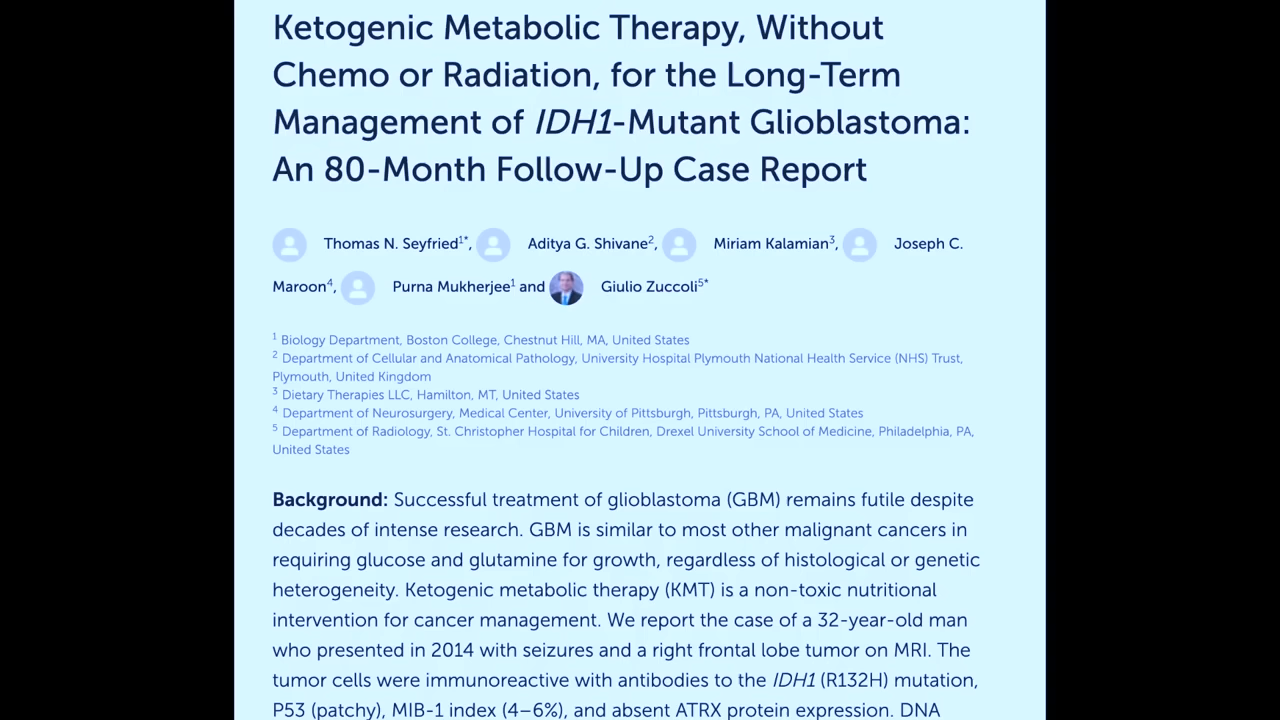 Ketogenic Metabolic Therapy, Without
Chemo or Radiation, for the Long-Term
Management of IDH1-Mutant Glioblastoma:
An 80-Month Follow-Up Case Report
Thomas N. Seyfried1*, Aditya G. Shivane2, Miriam Kalamian3, Joseph C.
Maroon4, Purna Mukherjee1 and Giulio Zuccoli5*
1 Biology Department, Boston College, Chestnut Hill, MA, United States
2 Department of Cellular and Anatomical Pathology, University Hospital Plymouth National Health Service (NHS) Trust,
Plymouth, United Kingdom
3 Dietary Therapies LLC, Hamilton, MT, United States
4 Department of Neurosurgery, Medical Center, University of Pittsburgh, Pittsburgh, PA, United States
5 Department of Radiology, St. Christopher Hospital for Children, Drexel University School of Medicine, Philadelphia, PA,
United States
Background: Successful treatment of glioblastoma (GBM) remains futile despite
decades of intense research. GBM is similar to most other malignant cancers in
requiring glucose and glutamine for growth, regardless of histological or genetic
heterogeneity. Ketogenic metabolic therapy (KMT) is a non-toxic nutritional
intervention for cancer management. We report the case of a 32-year-old man
who presented in 2014 with seizures and a right frontal lobe tumor on MRI. The
tumor cells were immunoreactive with antibodies to the IDH1 (R132H) mutation,
P53 (patchy), MIB-1 index (4–6%), and absent ATRX protein expression. DNA